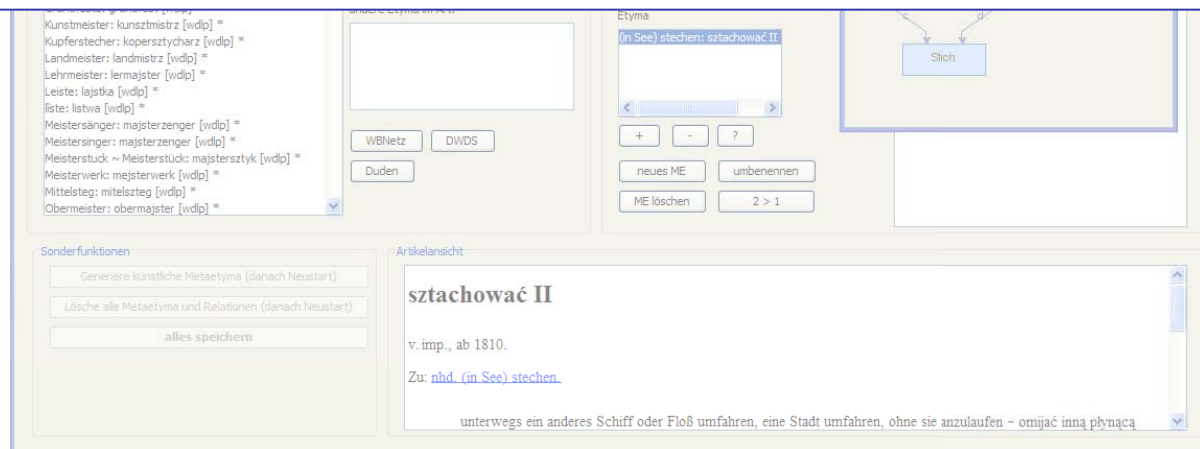 Kunstmeister: kunsztmistrz [wdlp] *
Kupferstecher: kopersztycharz [wdlp] *
Landmeister: landmistrz [wdlp] *
Lehrmeister: lermajster [wdlp] *
Leiste: lajstka [wdlp] *
lîste: listwa [wdlp] *
Meistersänger: majsterzenger [wdlp] *
Meistersinger: majsterzenger [wdlp] *
Meisterstuck ~ Meisterstück: majstersztyk [wdlp] *
Meisterwerk: mejsterwerk [wdlp] *
Mittelsteg: mitelszteg [wdlp] *
Obermeister: obermajster [wdlp] *
WBNetz
DWDS
Duden
Etyma
(in See) stechen: sztachować II
+
-
?
neues ME
umbenennen
ME löschen
2 > 1
c
d
Stich
Sonderfunktionen
Generiere künstliche Metaetyma (danach Neustart)
Lösche alle Metaetyma und Relationen (danach Neustart)
alles speichern
Artikelansicht
sztachować II
v. imp., ab 1810.
Zu: nhd. (in See) stechen.
unterwegs ein anderes Schiff oder Floß umfahren, eine Stadt umfahren, ohne sie anzulaufen – omijać inną płynącą